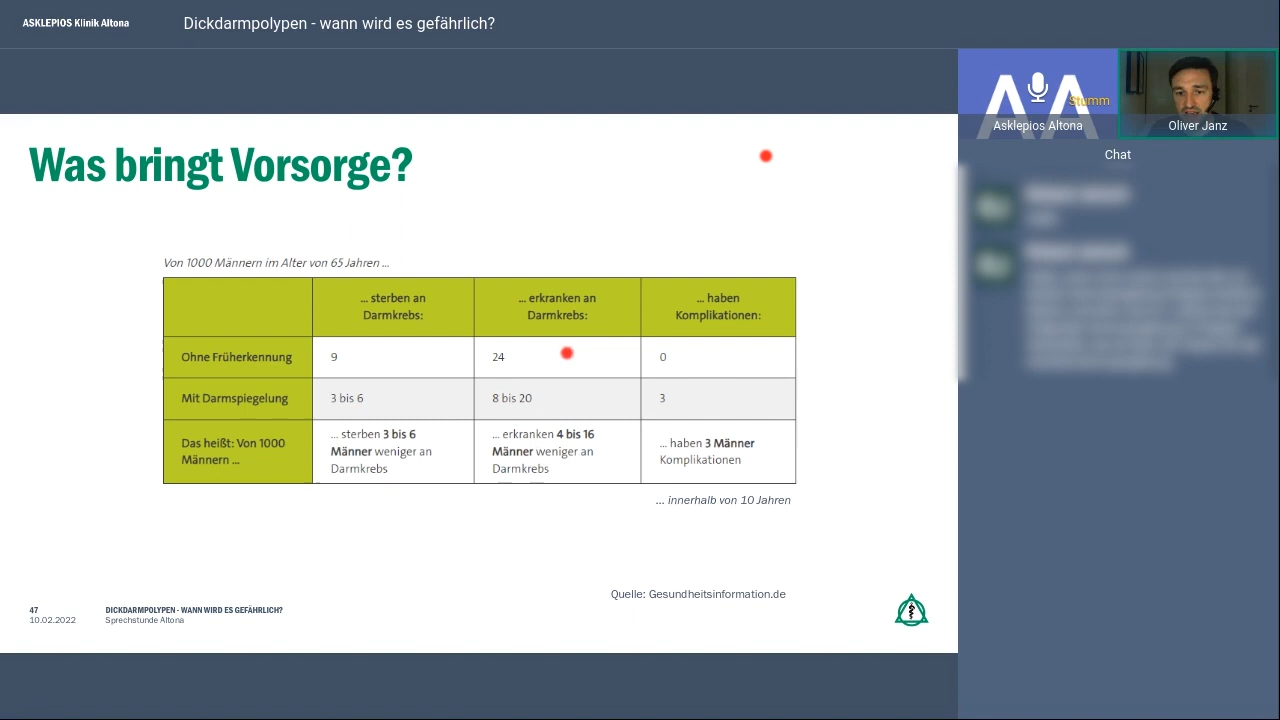 ASKLEPIOS Klinik Altona
Dickdarmpolypen - wann wird es gefährlich?
Stumm
Asklepios Altona
Oliver Janz
Chat
Was bringt Vorsorge?
Von 1000 Männern im Alter von 65 Jahren ...
... sterben an
Darmkrebs:
... erkranken an
Darmkrebs:
... haben
Komplikationen:
Ohne Früherkennung
9
24
0
Mit Darmspiegelung
3 bis 6
8 bis 20
3
Das heißt: Von 1000
Männern ...
... sterben 3 bis 6
Männer weniger an
Darmkrebs
... erkranken 4 bis 16
Männer weniger an
Darmkrebs
... haben 3 Männer
Komplikationen
... innerhalb von 10 Jahren
Quelle: Gesundheitsinformation.de
47
10.02.2022
DICKDARMPOLYPEN - WANN WIRD ES GEFÄHRLICH?
Sprechstunde Altona